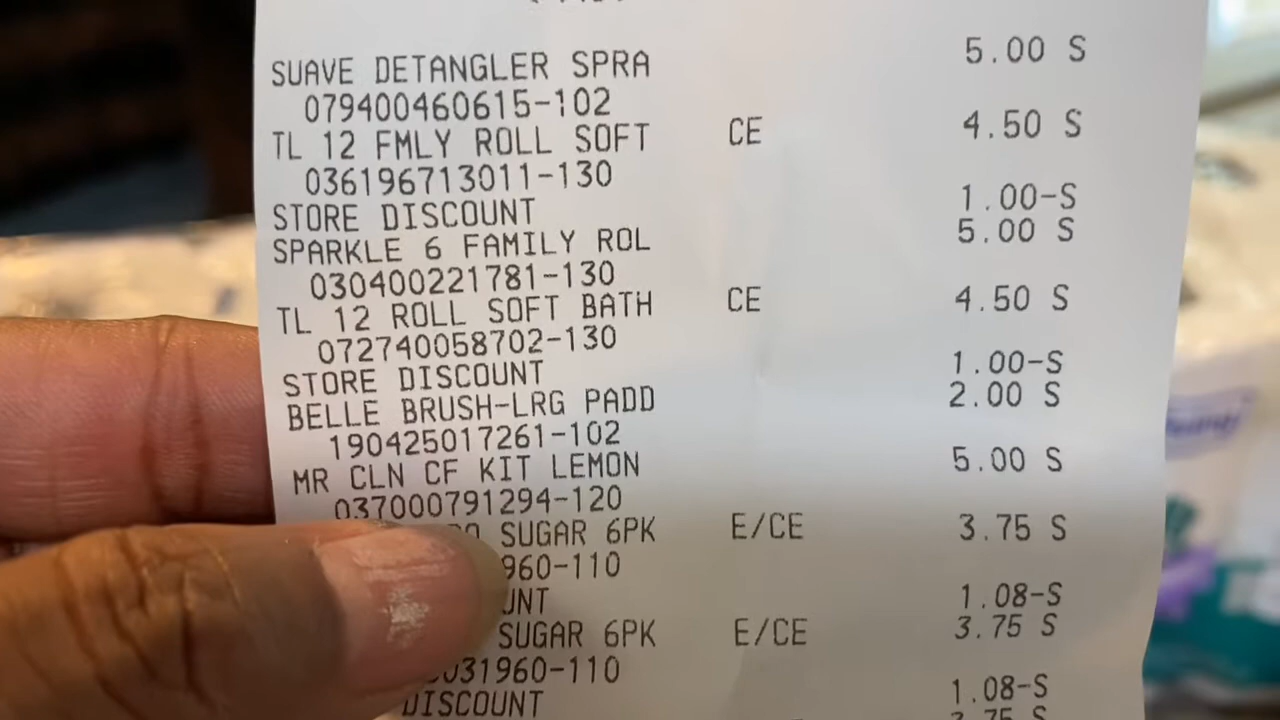 SUAVE DETANGLER SPRA 5.00 S
079400460615-102
TL 12 FMLY ROLL SOFT CE 4.50 S
036196713011-130
STORE DISCOUNT 1.00-S
SPARKLE 6 FAMILY ROL 5.00 S
030400221781-130
TL 12 ROLL SOFT BATH CE 4.50 S
072740058702-130
STORE DISCOUNT 1.00-S
BELLE BRUSH-LRG PADD 2.00 S
190425017261-102
MR CLN CF KIT LEMON 5.00 S
037000791294-120
SUGAR 6PK E/CE 3.75 S
960-110
UNT 1.08-S
SUGAR 6PK E/CE 3.75 S
031960-110
DISCOUNT 1.08-S